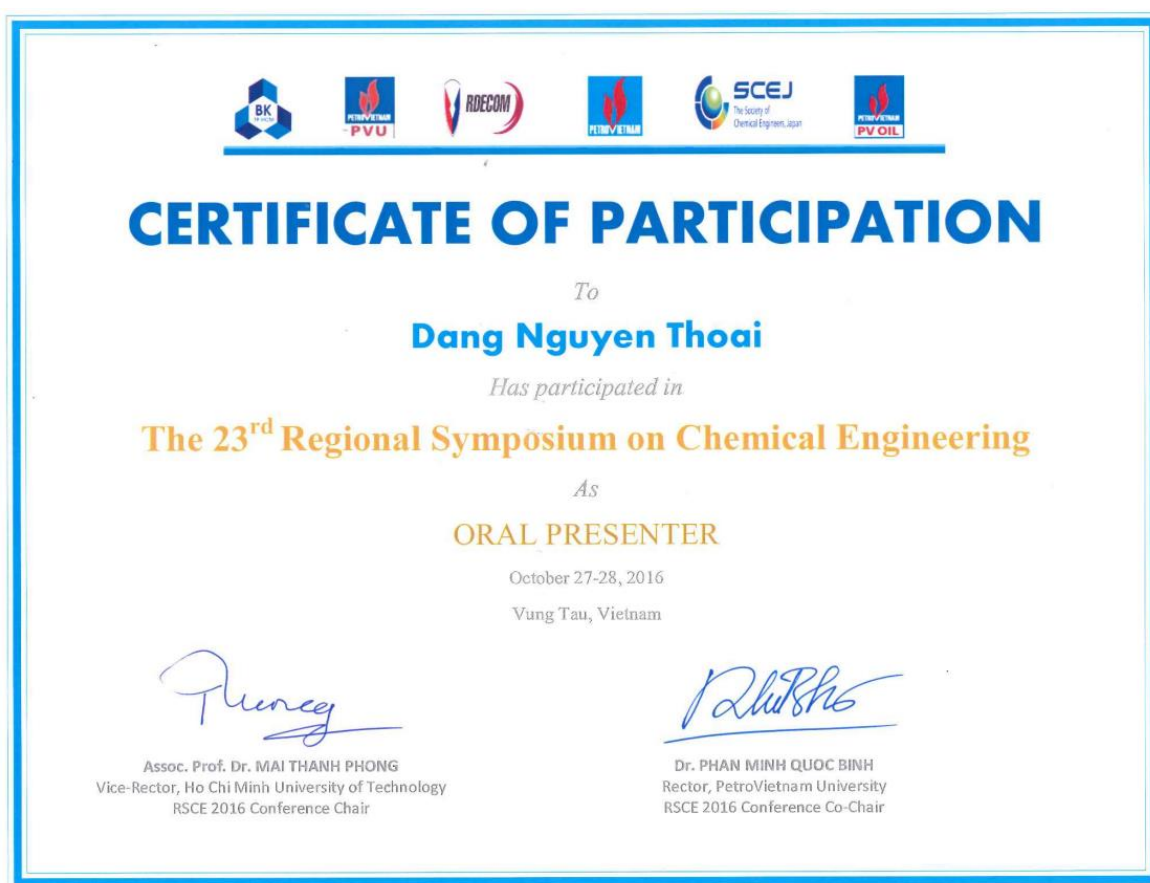 BK
TP.HCM
PETROVIETNAM
PVU
RDECOM
PETROVIETNAM
SCEJ
The Society of
Chemical Engineers, Japan
PETROVIETNAM
PV OIL
CERTIFICATE OF PARTICIPATION
To
Dang Nguyen Thoai
Has participated in
The 23rd Regional Symposium on Chemical Engineering
As
ORAL PRESENTER
October 27-28, 2016
Vung Tau, Vietnam
Assoc. Prof. Dr. MAI THANH PHONG
Vice-Rector, Ho Chi Minh University of Technology
RSCE 2016 Conference Chair
Dr. PHAN MINH QUOC BINH
Rector, PetroVietnam University
RSCE 2016 Conference Co-Chair